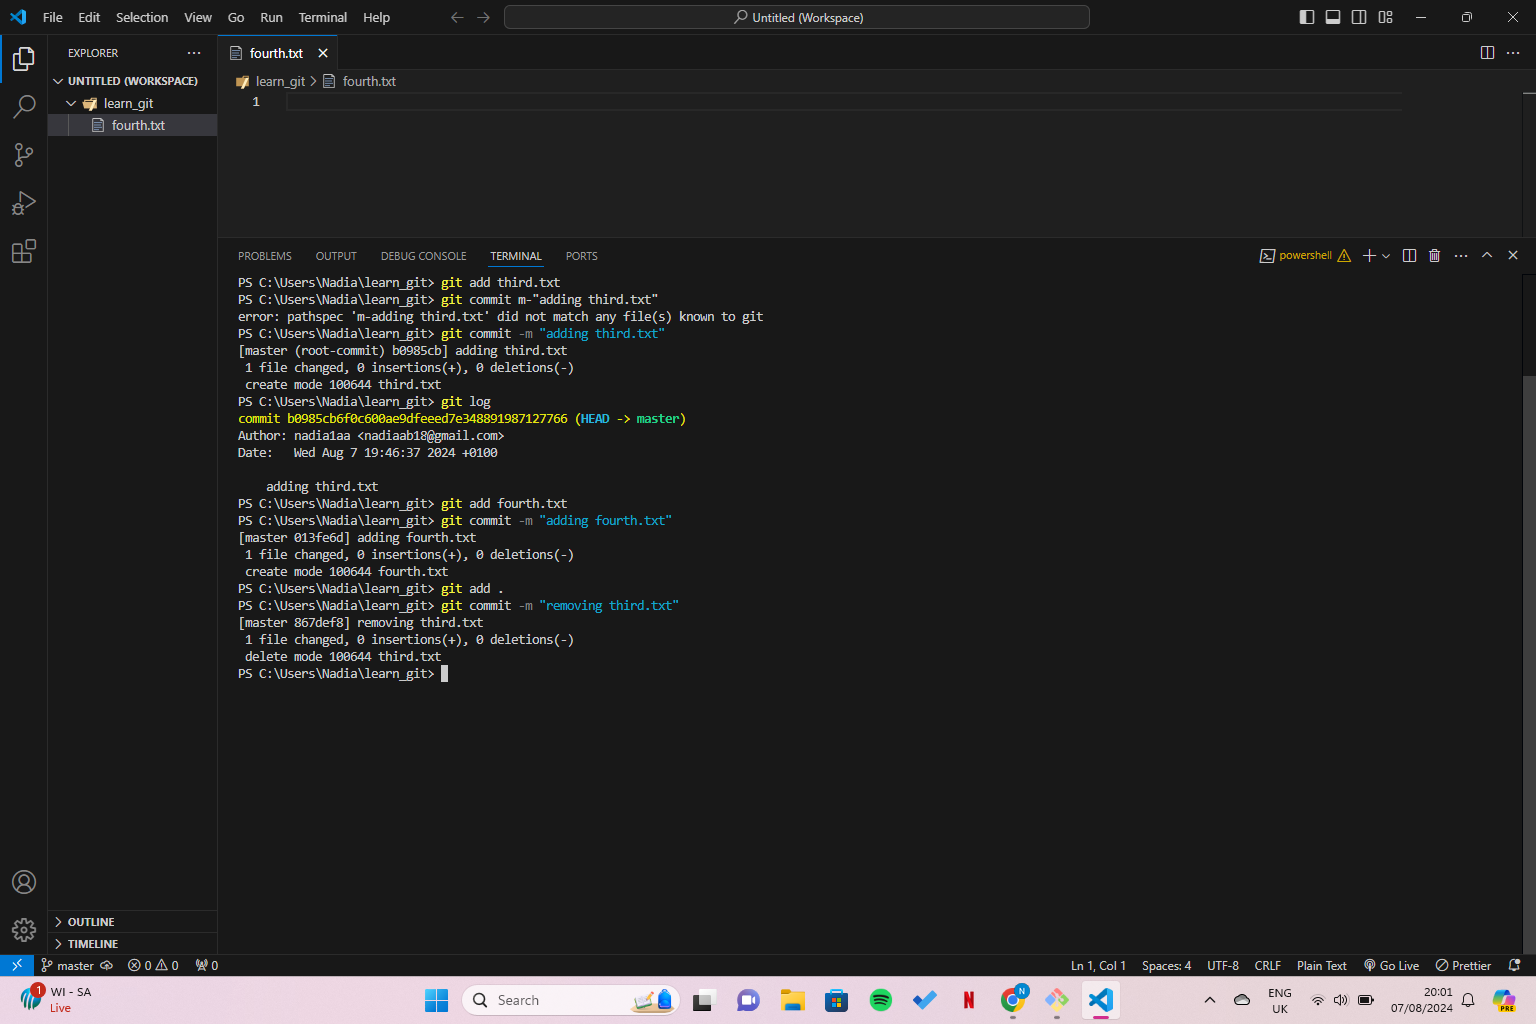 File Edit Selection View Go Run Terminal Help
Untitled (Workspace)
EXPLORER
UNTITLED (WORKSPACE)
learn_git
fourth.txt
fourth.txt
learn_git > fourth.txt
1
PROBLEMS OUTPUT DEBUG CONSOLE TERMINAL PORTS
powershell
PS C:\Users\Nadia\learn_git> git add third.txt
PS C:\Users\Nadia\learn_git> git commit m-"adding third.txt"
error: pathspec 'm-adding third.txt' did not match any file(s) known to git
PS C:\Users\Nadia\learn_git> git commit -m "adding third.txt"
[master (root-commit) b0985cb] adding third.txt
1 file changed, 0 insertions(+), 0 deletions(-)
create mode 100644 third.txt
PS C:\Users\Nadia\learn_git> git log
commit b0985cb6f0c600ae9dfeeed7e348891987127766 (HEAD -> master)
Author: nadia1aa <nadiaab18@gmail.com>
Date:   Wed Aug 7 19:46:37 2024 +0100
adding third.txt
PS C:\Users\Nadia\learn_git> git add fourth.txt
PS C:\Users\Nadia\learn_git> git commit -m "adding fourth.txt"
[master 013fe6d] adding fourth.txt
1 file changed, 0 insertions(+), 0 deletions(-)
create mode 100644 fourth.txt
PS C:\Users\Nadia\learn_git> git add .
PS C:\Users\Nadia\learn_git> git commit -m "removing third.txt"
[master 867def8] removing third.txt
1 file changed, 0 insertions(+), 0 deletions(-)
delete mode 100644 third.txt
PS C:\Users\Nadia\learn_git>
OUTLINE
TIMELINE
master 0 0 0
Ln 1, Col 1 Spaces: 4 UTF-8 CRLF Plain Text Go Live Prettier
1
WI - SA
Live
Search
N
N
ENG
UK
20:01
07/08/2024
PRE